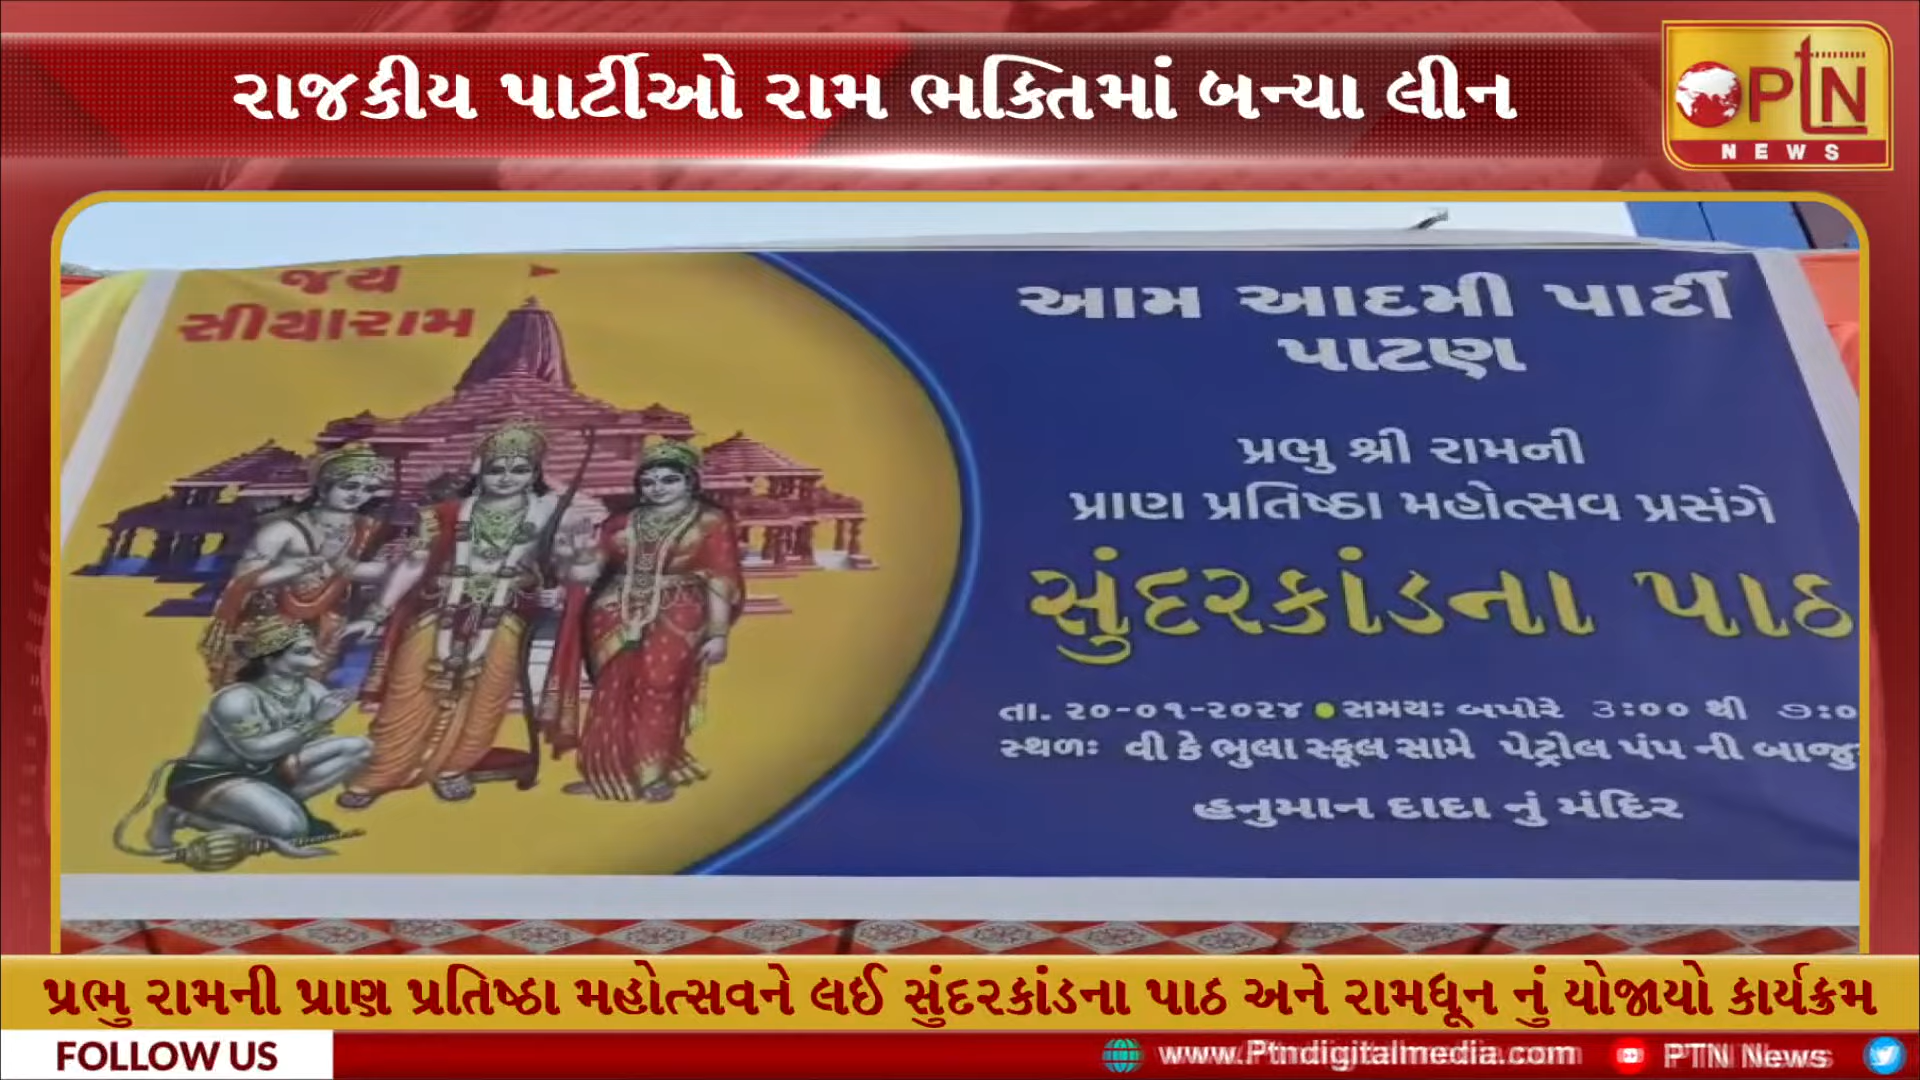 રાજકીય પાર્ટીઓ રામ ભક્તિમાં બન્યા લીન
PTN
NEWS
જય
સીયારામ
આમ આદમી પાર્ટી
પાટણ
પ્રભુ શ્રી રામની
પ્રાણ પ્રતિષ્ઠા મહોત્સવ પ્રસંગે
સુંદરકાંડના પાઠ
તા. ૨૦-૦૧-૨૦૨૪ • સમયઃ બપોરે 3:00 થી
સ્થળઃ વી કે ભુલા સ્કૂલ સામે પેટ્રોલ પંપ ની બાજુ
હનુમાન દાદા નું મંદિર
પ્રભુ રામની પ્રાણ પ્રતિષ્ઠા મહોત્સવને લઈ સુંદરકાંડના પાઠ અને રામધૂન નું યોજાયો કાર્યક્રમ
FOLLOW US
www.Ptndigitalmedia.com
PTN News